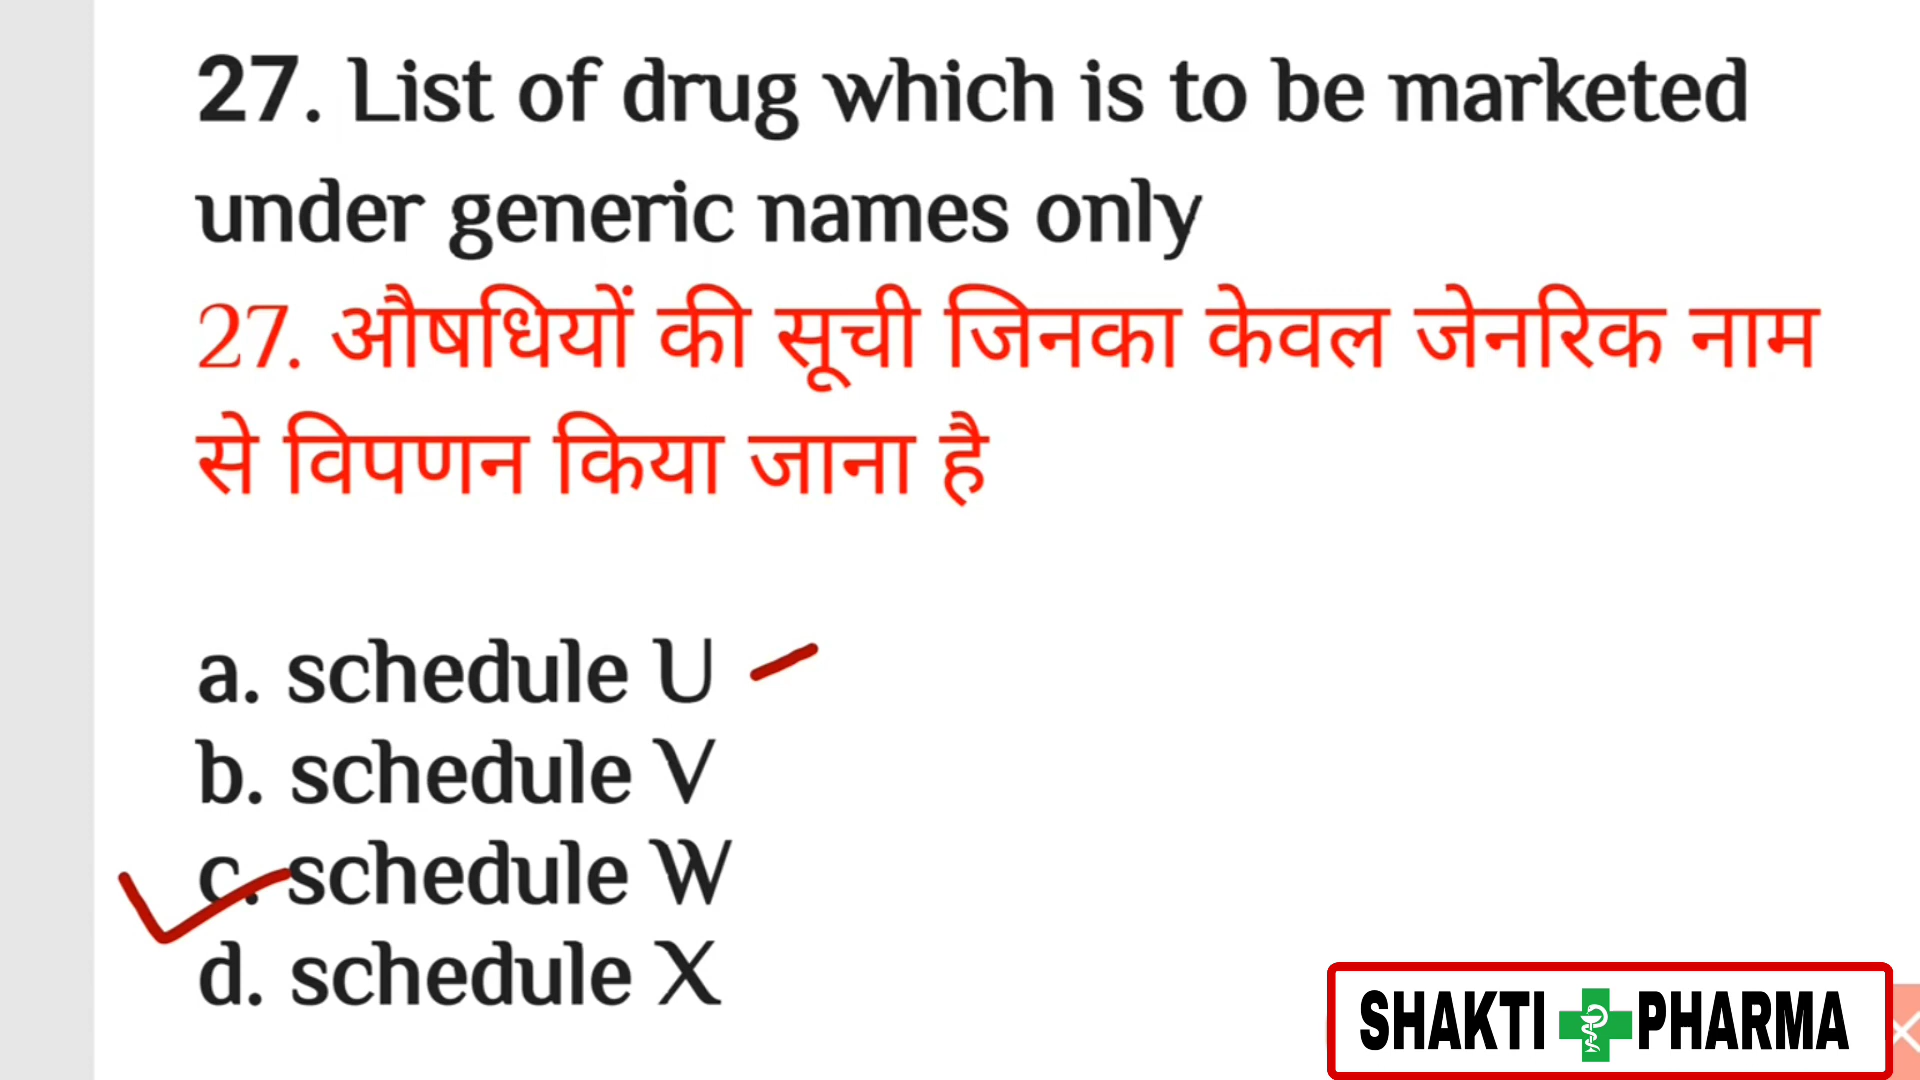 27. List of drug which is to be marketed
under generic names only
27. औषधियों की सूची जिनका केवल जेनरिक नाम
से विपणन किया जाना है
a. schedule U
b. schedule V
c. schedule W
d. schedule X
SHAKTI PHARMA